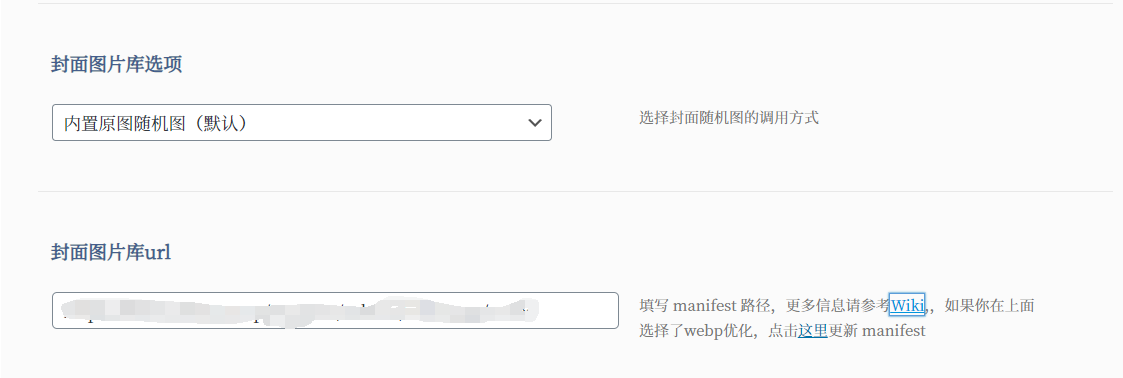 封面图片库选项
内置原图随机图（默认）
选择封面随机图的调用方式
封面图片库url
填写 manifest 路径，更多信息请参考Wiki,，如果你在上面
选择了webp优化，点击这里更新 manifest